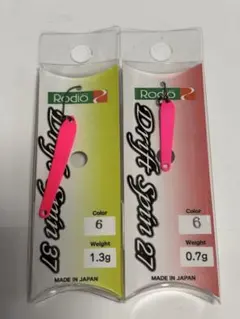 Rodio
Drift Spin 37
Color
6
Weight
1.3g
MADE IN JAPAN
Rodio
Drift Spin 27
Color
6
Weight
0.7g
MADE IN JAPAN